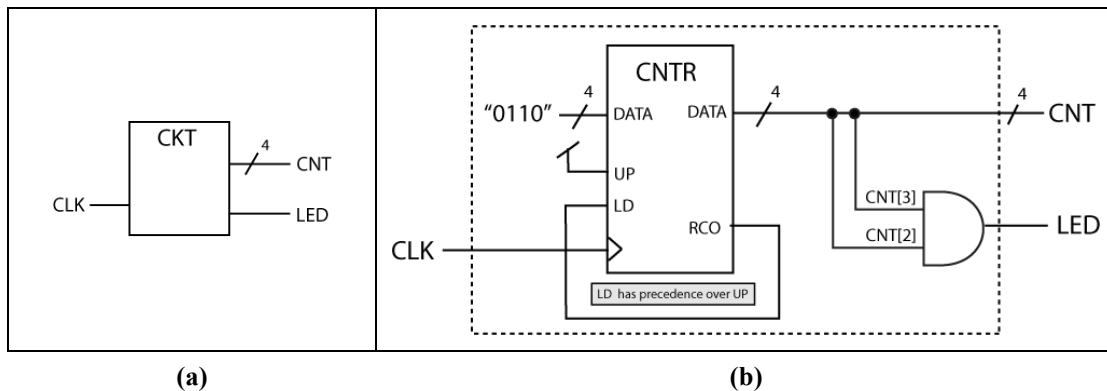 CKT
4
CNT
CLK
LED
(a)
CNTR
"0110"
4
DATA
DATA
4
4
CNT
UP
LD
CNT[3]
CNT[2]
LED
RCO
CLK
LD has precedence over UP
(b)